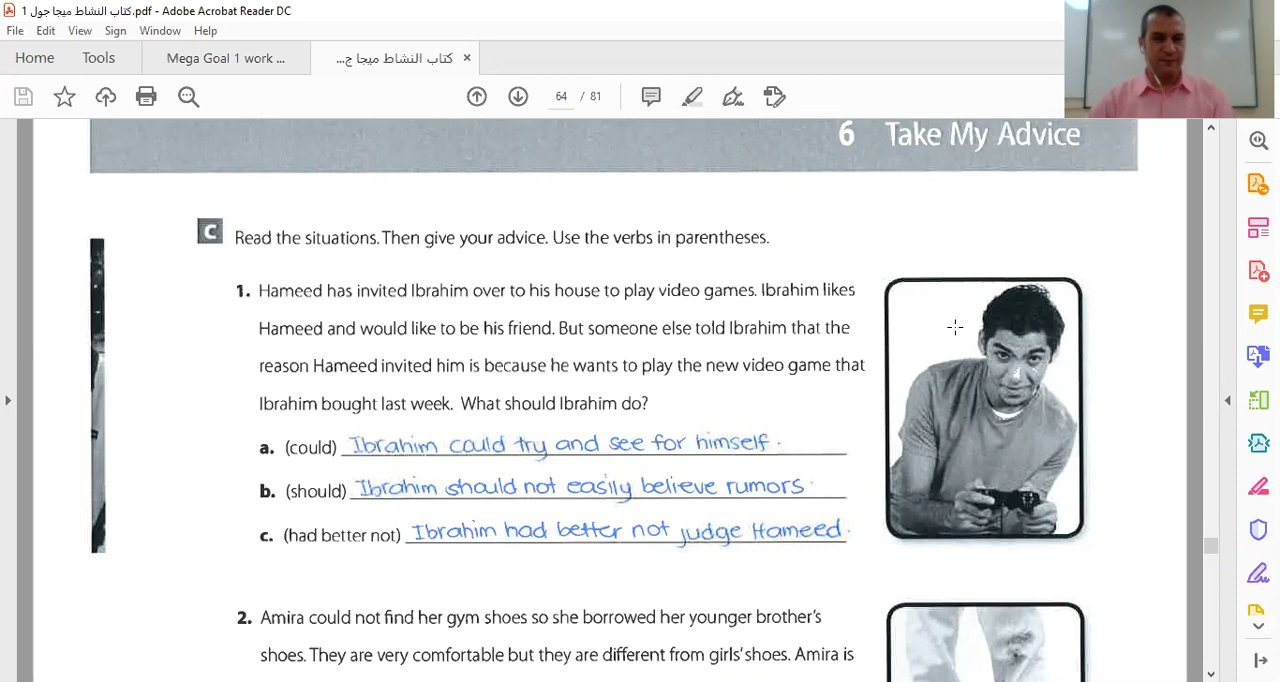 كتاب النشاط ميجا جول 1.pdf - Adobe Acrobat Reader DC
File Edit View Sign Window Help
Home Tools Mega Goal 1 work ... كتاب النشاط ميجا ج... ×
64 / 81
6 Take My Advice
C Read the situations. Then give your advice. Use the verbs in parentheses.
1. Hameed has invited Ibrahim over to his house to play video games. Ibrahim likes
Hameed and would like to be his friend. But someone else told Ibrahim that the
reason Hameed invited him is because he wants to play the new video game that
Ibrahim bought last week. What should Ibrahim do?
a. (could) Ibrahim could try and see for himself.
b. (should) Ibrahim should not easily believe rumors.
c. (had better not) Ibrahim had better not judge Hameed.
2. Amira could not find her gym shoes so she borrowed her younger brother's
shoes. They are very comfortable but they are different from girls' shoes. Amira is